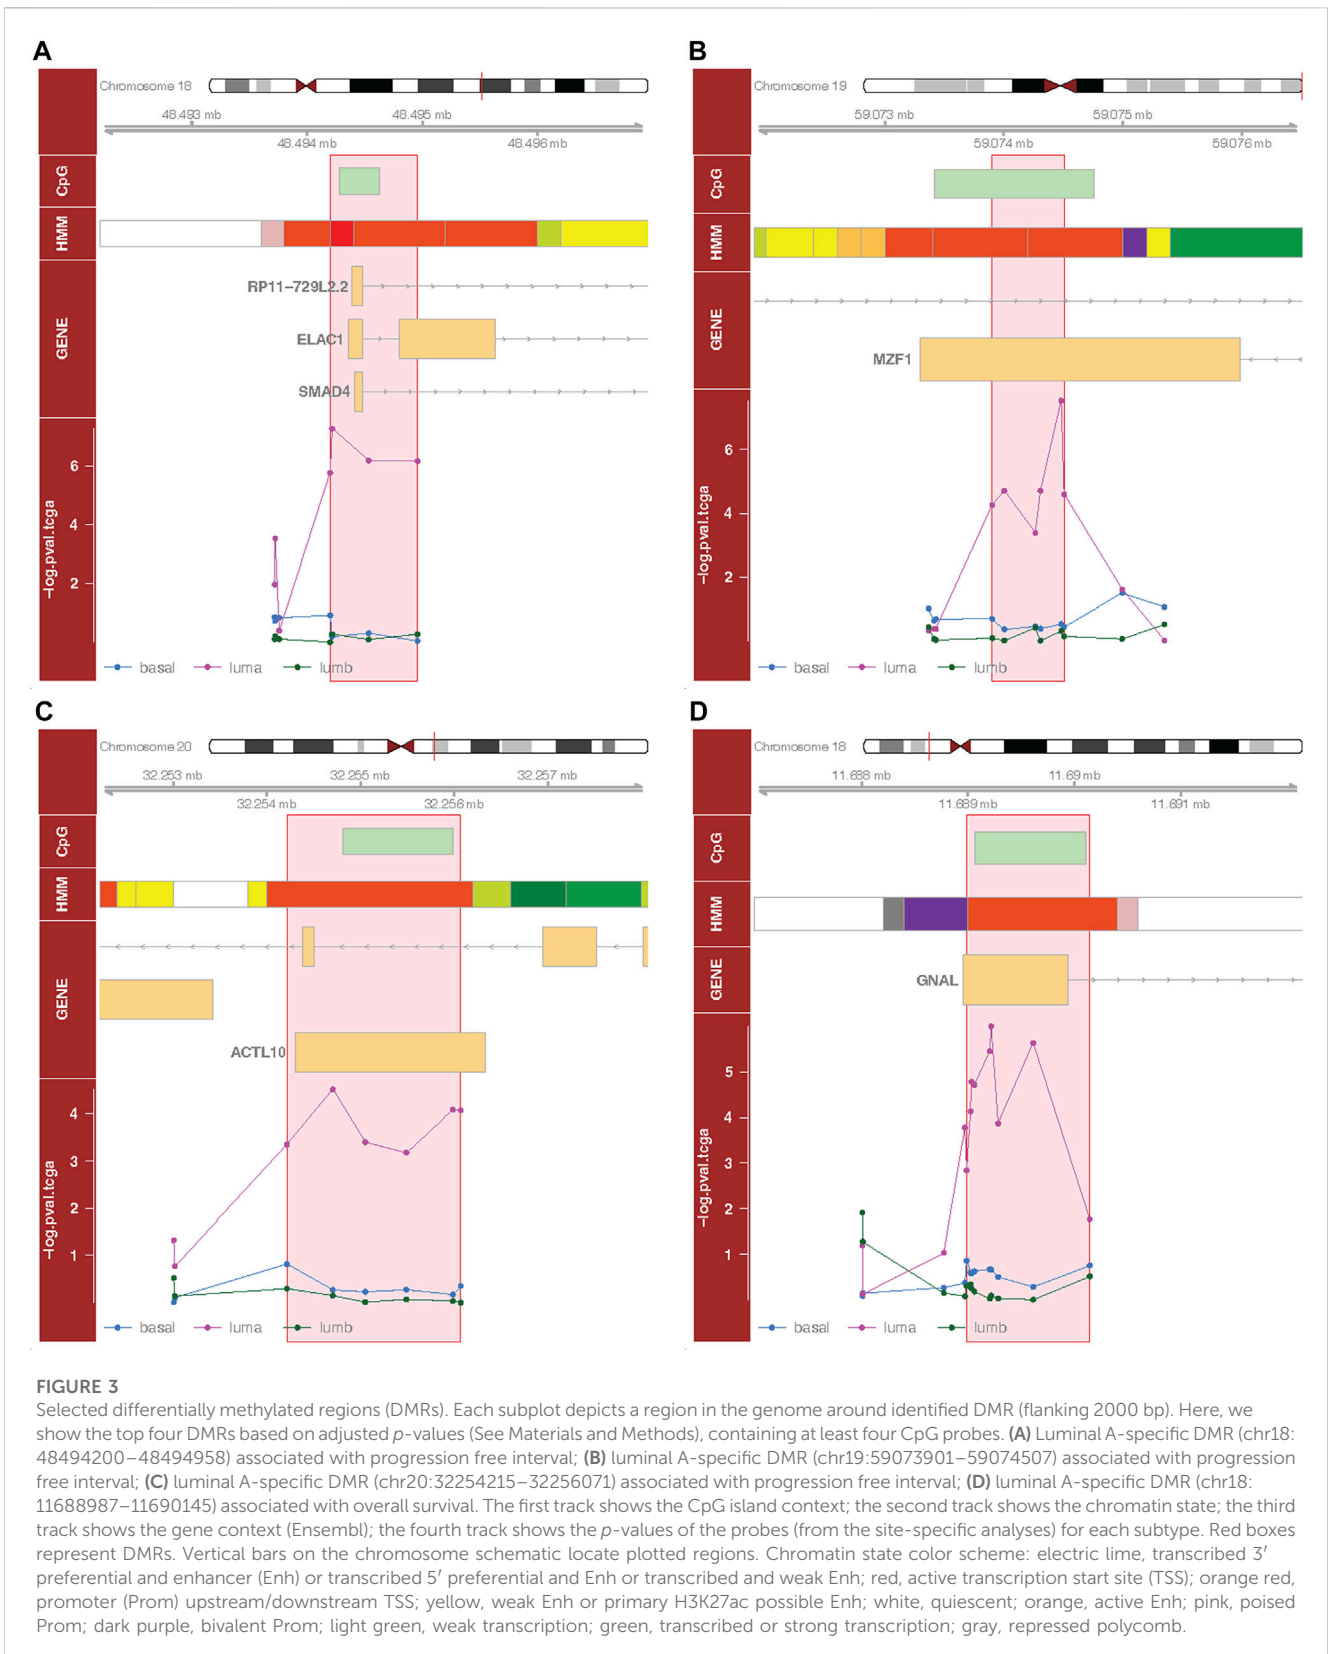 A
Chromosome 18
48.493 mb
48.495 mb
48.494 mb
48.496 mb
CpG
HMM
GENE
RP11-729L2.2
ELAC1
SMAD4
-log.pval.tcga
6
4
2
basal
luma
lumb
B
Chromosome 19
59.073 mb
59.075 mb
59.074 mb
59.076 mb
CpG
HMM
GENE
MZF1
-log.pval.tcga
6
4
2
basal
luma
lumb
C
Chromosome 20
32.253 mb
32.255 mb
32.257 mb
32.254 mb
32.256 mb
CpG
HMM
GENE
ACTL10
-log.pval.tcga
4
3
2
1
basal
luma
lumb
D
Chromosome 18
11.688 mb
11.69 mb
11.689 mb
11.691 mb
CpG
HMM
GENE
GNAL
-log.pval.tcga
5
4
3
2
1
basal
luma
lumb
FIGURE 3
Selected differentially methylated regions (DMRs). Each subplot depicts a region in the genome around identified DMR (flanking 2000 bp). Here, we
show the top four DMRs based on adjusted p-values (See Materials and Methods), containing at least four CpG probes. (A) Luminal A-specific DMR (chr18:
48494200–48494958) associated with progression free interval; (B) luminal A-specific DMR (chr19:59073901–59074507) associated with progression
free interval; (C) luminal A-specific DMR (chr20:32254215–32256071) associated with progression free interval; (D) luminal A-specific DMR (chr18:
11688987–11690145) associated with overall survival. The first track shows the CpG island context; the second track shows the chromatin state; the third
track shows the gene context (Ensembl); the fourth track shows the p-values of the probes (from the site-specific analyses) for each subtype. Red boxes
represent DMRs. Vertical bars on the chromosome schematic locate plotted regions. Chromatin state color scheme: electric lime, transcribed 3′
preferential and enhancer (Enh) or transcribed 5′ preferential and Enh or transcribed and weak Enh; red, active transcription start site (TSS); orange red,
promoter (Prom) upstream/downstream TSS; yellow, weak Enh or primary H3K27ac possible Enh; white, quiescent; orange, active Enh; pink, poised
Prom; dark purple, bivalent Prom; light green, weak transcription; green, transcribed or strong transcription; gray, repressed polycomb.